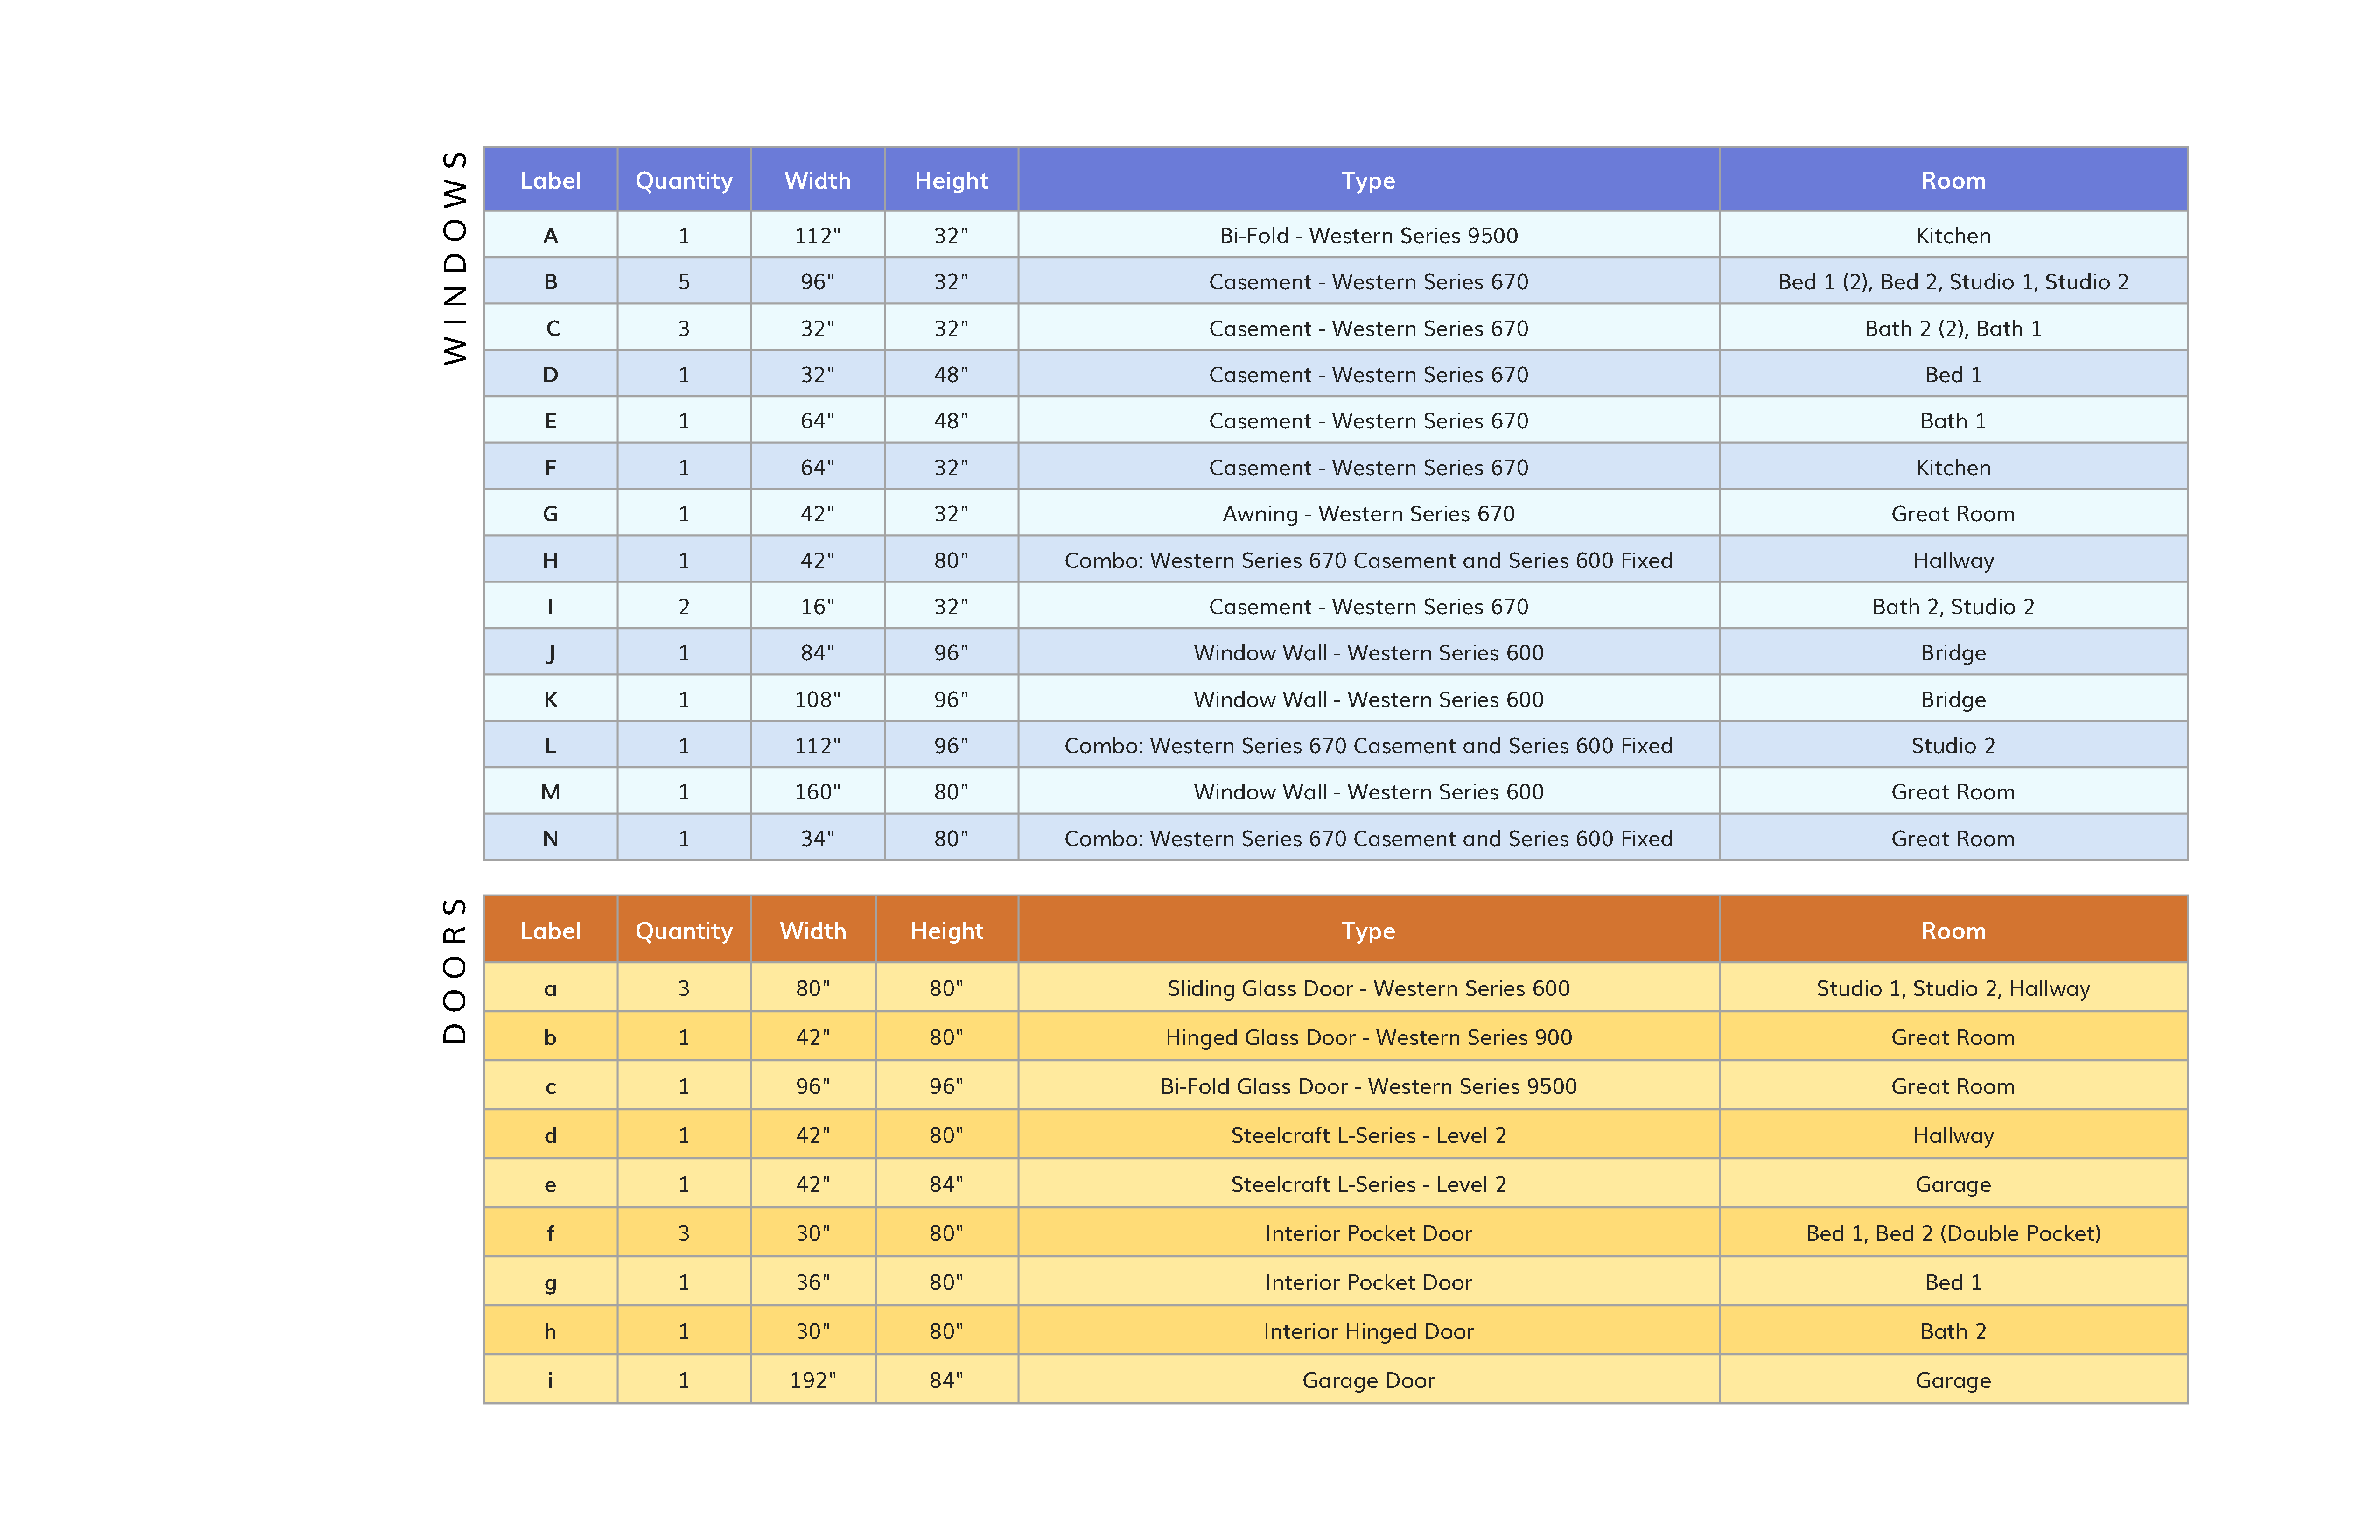 WINDOWS
Label Quantity Width Height Type Room
A 1 112" 32" Bi-Fold - Western Series 9500 Kitchen
B 5 96" 32" Casement - Western Series 670 Bed 1 (2), Bed 2, Studio 1, Studio 2
C 3 32" 32" Casement - Western Series 670 Bath 2 (2), Bath 1
D 1 32" 48" Casement - Western Series 670 Bed 1
E 1 64" 48" Casement - Western Series 670 Bath 1
F 1 64" 32" Casement - Western Series 670 Kitchen
G 1 42" 32" Awning - Western Series 670 Great Room
H 1 42" 80" Combo: Western Series 670 Casement and Series 600 Fixed Hallway
I 2 16" 32" Casement - Western Series 670 Bath 2, Studio 2
J 1 84" 96" Window Wall - Western Series 600 Bridge
K 1 108" 96" Window Wall - Western Series 600 Bridge
L 1 112" 96" Combo: Western Series 670 Casement and Series 600 Fixed Studio 2
M 1 160" 80" Window Wall - Western Series 600 Great Room
N 1 34" 80" Combo: Western Series 670 Casement and Series 600 Fixed Great Room
DOORS
Label Quantity Width Height Type Room
a 3 80" 80" Sliding Glass Door - Western Series 600 Studio 1, Studio 2, Hallway
b 1 42" 80" Hinged Glass Door - Western Series 900 Great Room
c 1 96" 96" Bi-Fold Glass Door - Western Series 9500 Great Room
d 1 42" 80" Steelcraft L-Series - Level 2 Hallway
e 1 42" 84" Steelcraft L-Series - Level 2 Garage
f 3 30" 80" Interior Pocket Door Bed 1, Bed 2 (Double Pocket)
g 1 36" 80" Interior Pocket Door Bed 1
h 1 30" 80" Interior Hinged Door Bath 2
i 1 192" 84" Garage Door Garage